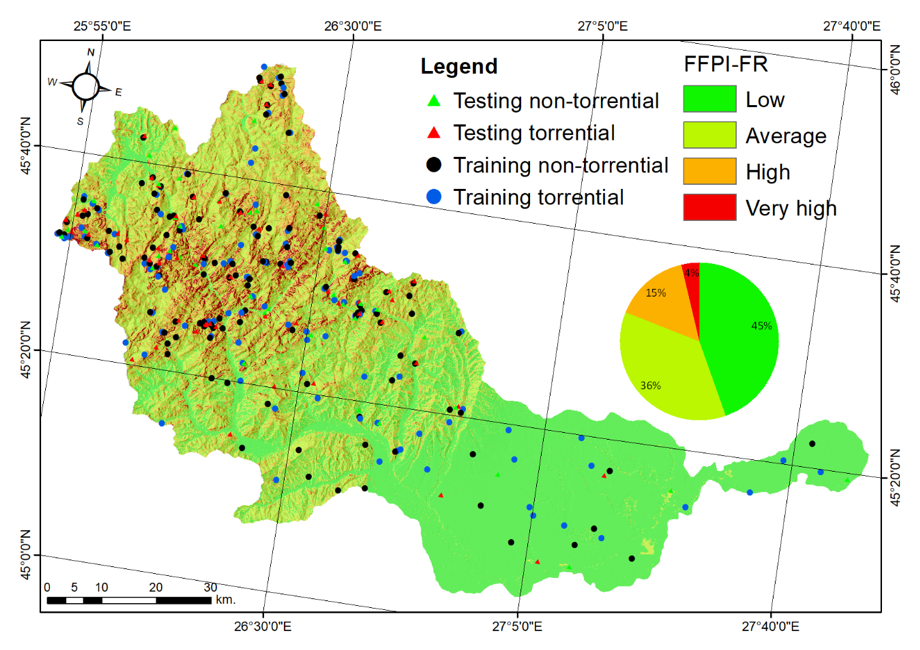 25°55'0"E 26°30'0"E 27°5'0"E 27°40'0"E
N
W E
S
Legend
Testing non-torrential
Testing torrential
Training non-torrential
Training torrential
FFPI-FR
Low
Average
High
Very high
4%
15%
45%
36%
46°0'0"N
45°40'0"N
45°20'0"N
45°40'0"N
45°20'0"N
45°0'0"N
0 5 10 20 30
km.
26°30'0"E 27°5'0"E 27°40'0"E